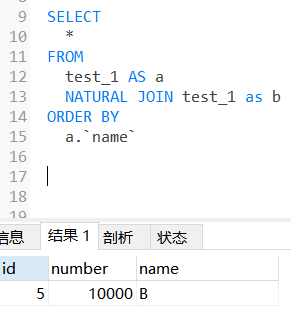 8
9 SELECT
10 *
11 FROM
12 test_1 AS a
13 NATURAL JOIN test_1 as b
14 ORDER BY
15 a.`name`
16
17
18
信息 结果 1 剖析 状态
id number name
5 10000 B